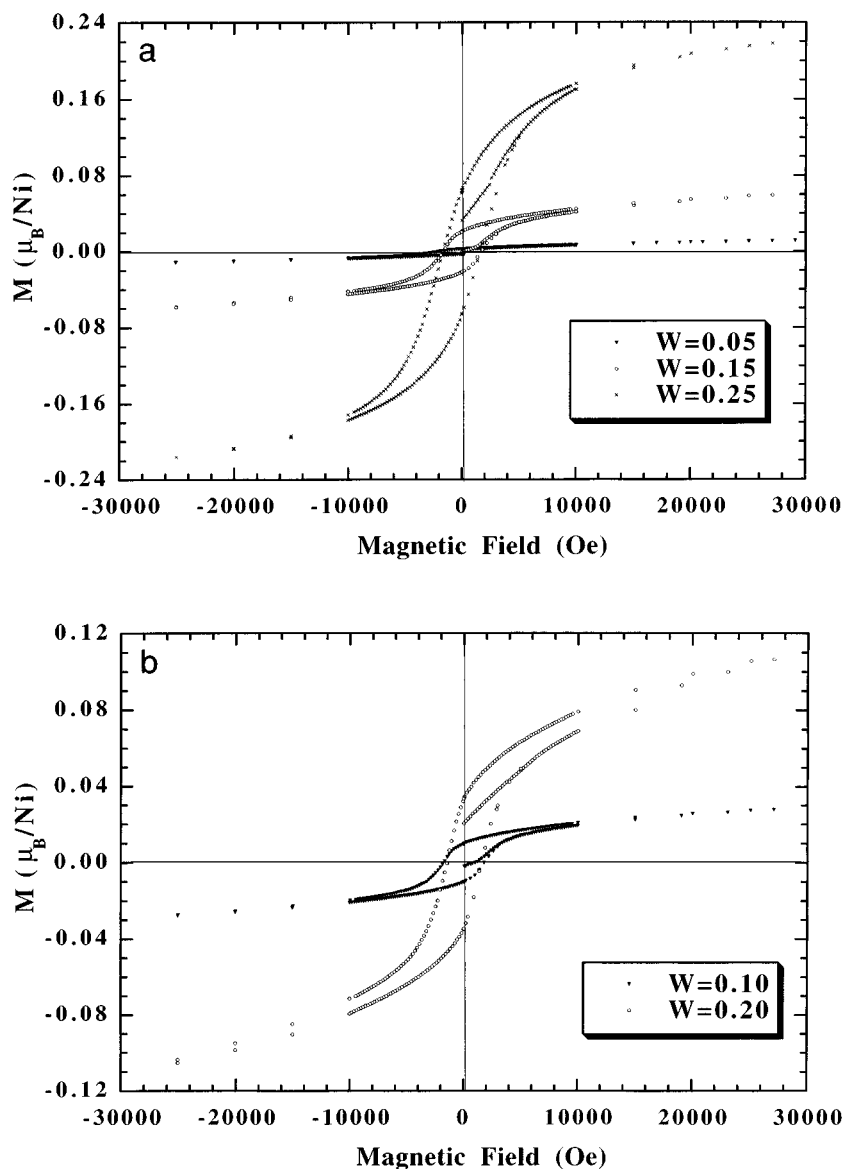 a
0.24
0.16
0.08
0.00
-0.08
-0.16
-0.24
M (μB/Ni)
W=0.05
W=0.15
W=0.25
-30000 -20000 -10000 0 10000 20000 30000
Magnetic Field (Oe)
b
0.12
0.08
0.04
0.00
-0.04
-0.08
-0.12
M (μB/Ni)
W=0.10
W=0.20
-30000 -20000 -10000 0 10000 20000 30000
Magnetic Field (Oe)